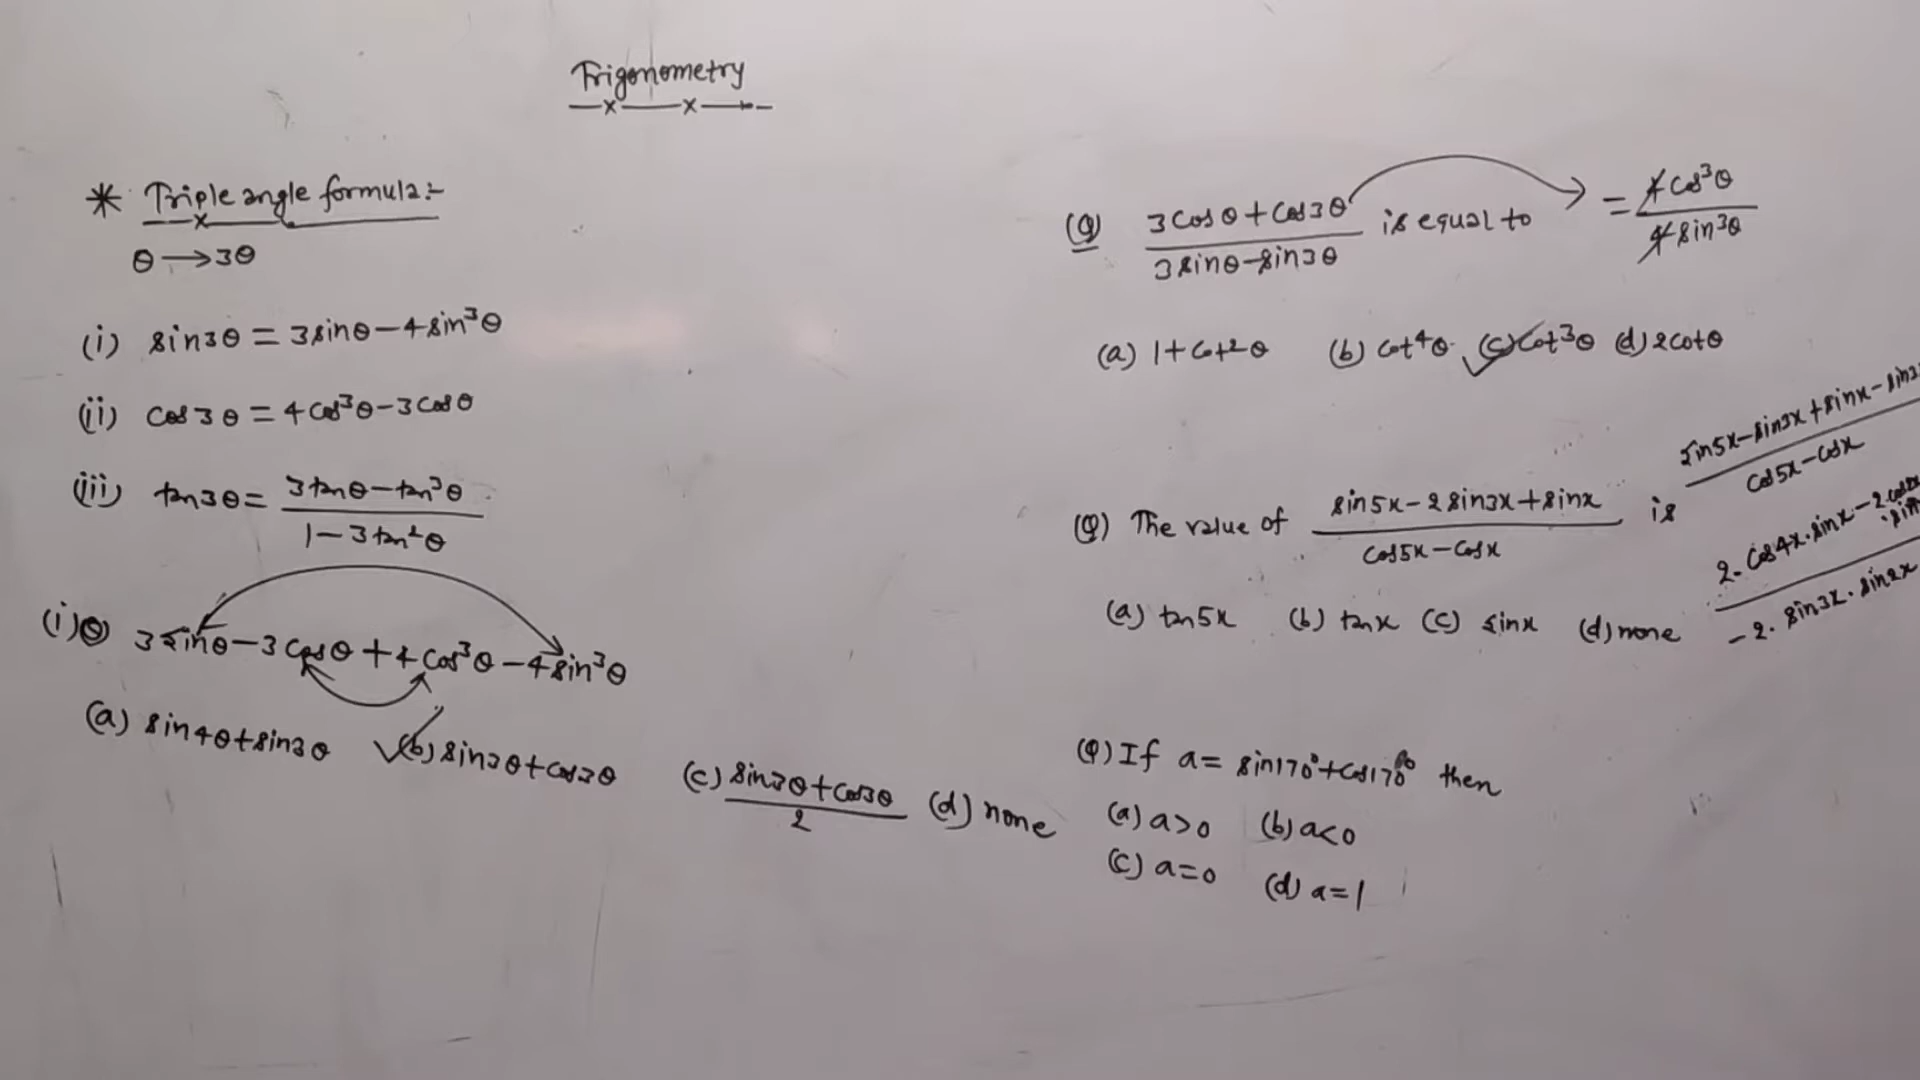 Trigonometry
* Triple angle formula:-
θ → 3θ
(i) sin3θ = 3sinθ - 4sin³θ
(ii) cos3θ = 4cos³θ - 3cosθ
(iii) tan3θ = (3tanθ - tan³θ) / (1 - 3tan²θ)
(i) Q 3sinθ - 3cosθ + 4cos³θ - 4sin³θ
(a) sin4θ + sin3θ (b) sin3θ + cos3θ (c) (sin3θ + cos3θ) / 2 (d) none
(Q) (3cosθ + cos3θ) / (3sinθ - sin3θ) is equal to = 4cos³θ / 4sin³θ
(a) 1 + cot²θ (b) cot⁴θ (c) cot³θ (d) 2cotθ
(Q) The value of (sin5x - 2sin3x + sinx) / (cos5x - cosx) is
(a) tan5x (b) tanx (c) sinx (d) none
sin5x - sin3x + sinx - sin3
cos5x - cosx
2. cos4x. sinx - 2.
- 2. sin3x. sin2x
(Q) If a = sin170° + cos170° then
(a) a>0 (b) a<0
(c) a=0 (d) a=1